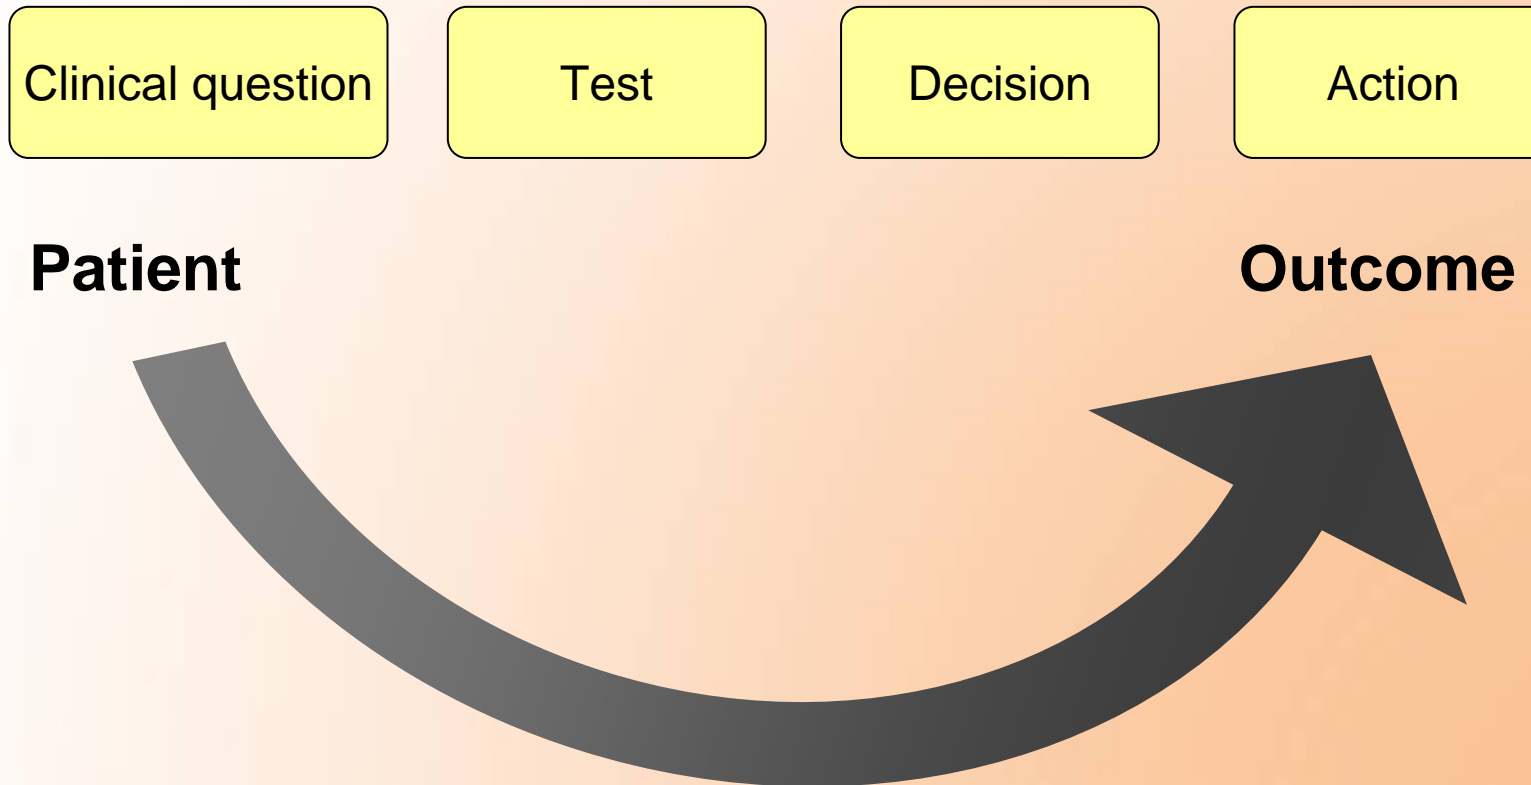 Clinical question
Test
Decision
Action
Patient
Outcome